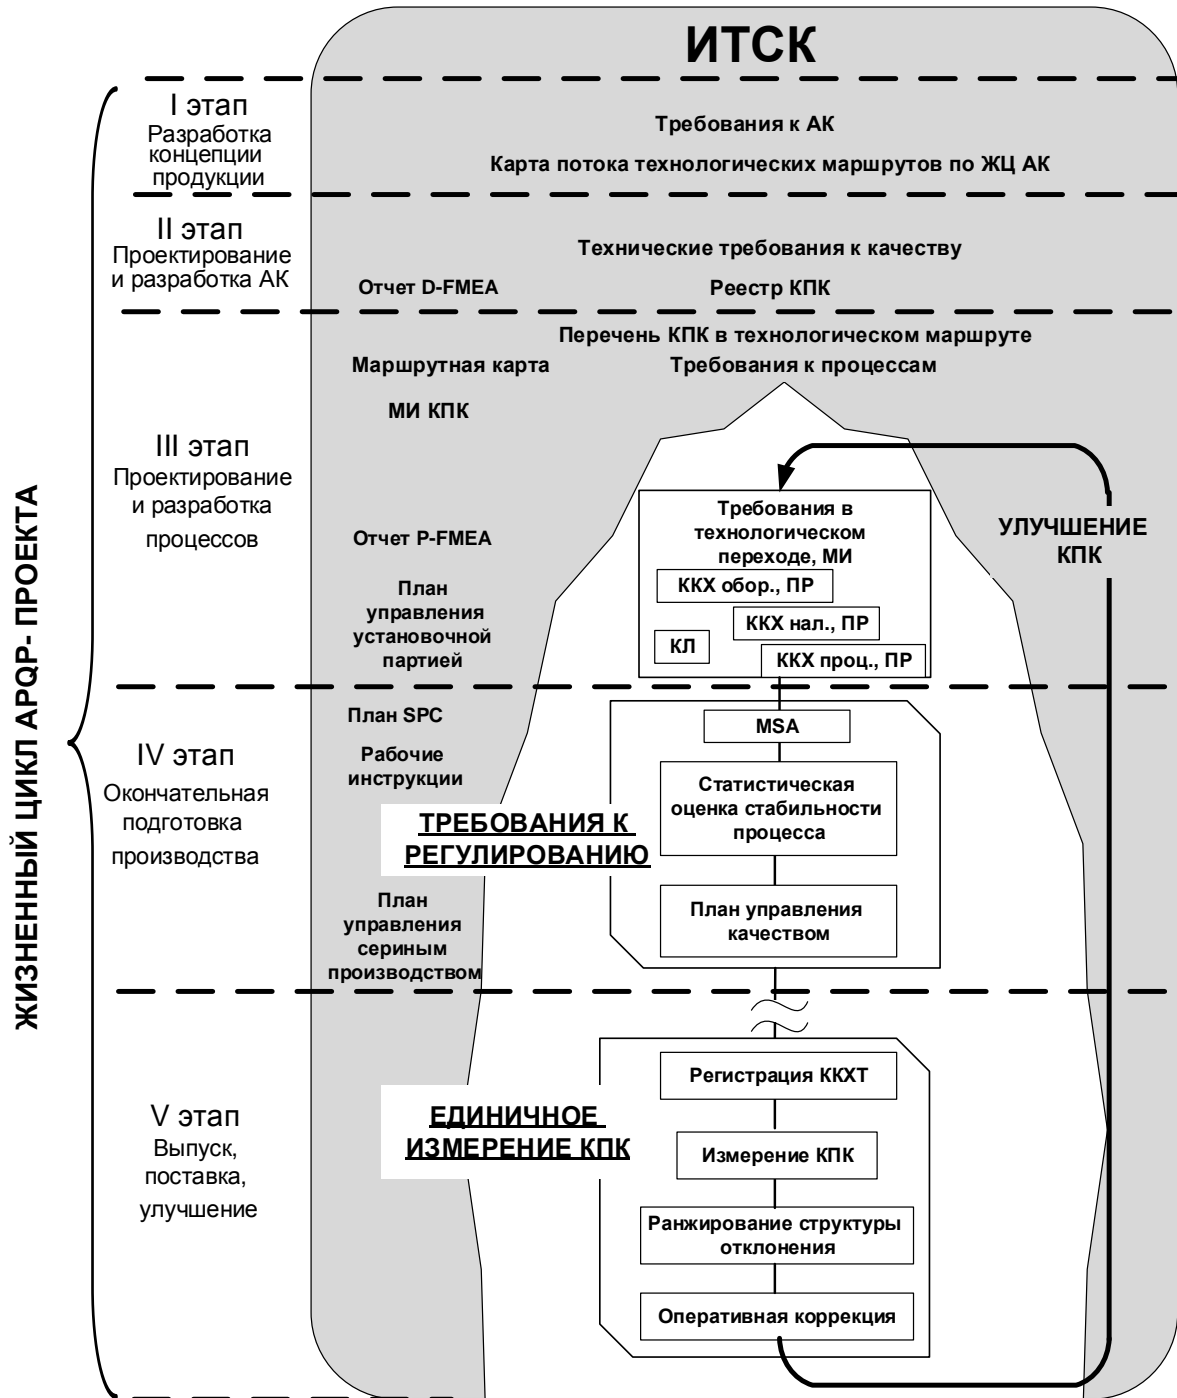 ИТСК
ЖИЗНЕННЫЙ ЦИКЛ APQP- ПРОЕКТА
I этап
Разработка
концепции
продукции
Требования к АК
Карта потока технологических маршрутов по ЖЦ АК
II этап
Проектирование
и разработка АК
Технические требования к качеству
Отчет D-FMEA
Реестр КПК
III этап
Проектирование
и разработка
процессов
Перечень КПК в технологическом маршруте
Маршрутная карта
Требования к процессам
МИ КПК
Отчет P-FMEA
План
управления
установочной
партией
Требования в
технологическом
переходе, МИ
ККХ обор., ПР
ККХ нал., ПР
КЛ
ККХ проц., ПР
УЛУЧШЕНИЕ
КПК
IV этап
Окончательная
подготовка
производства
План SPC
Рабочие
инструкции
ТРЕБОВАНИЯ К
РЕГУЛИРОВАНИЮ
План
управления
сериным
производством
MSA
Статистическая
оценка стабильности
процесса
План управления
качеством
V этап
Выпуск,
поставка,
улучшение
ЕДИНИЧНОЕ
ИЗМЕРЕНИЕ КПК
Регистрация ККХТ
Измерение КПК
Ранжирование структуры
отклонения
Оперативная коррекция